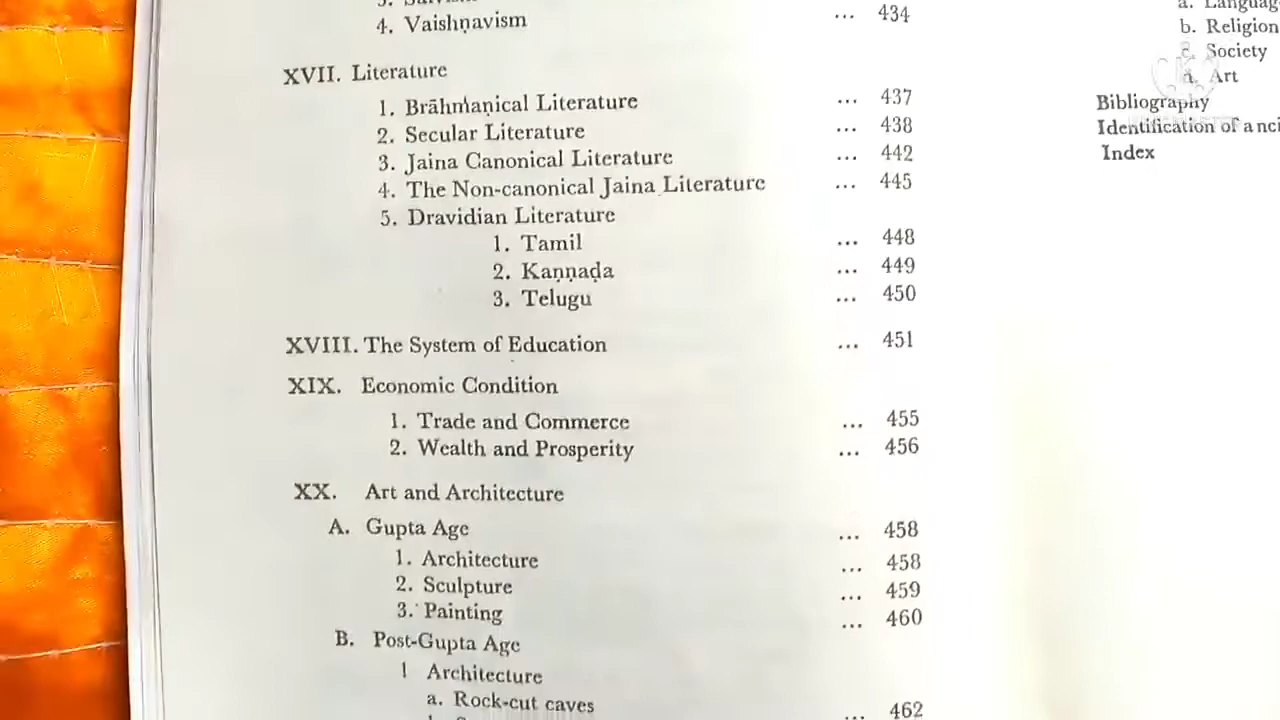 4. Vaishṇavism ... 434
XVII. Literature
1. Brāhmaṇical Literature ... 437
2. Secular Literature ... 438
3. Jaina Canonical Literature ... 442
4. The Non-canonical Jaina Literature ... 445
5. Dravidian Literature
1. Tamil ... 448
2. Kaṇṇaḍa ... 449
3. Telugu ... 450
XVIII. The System of Education ... 451
XIX. Economic Condition
1. Trade and Commerce ... 455
2. Wealth and Prosperity ... 456
XX. Art and Architecture
A. Gupta Age ... 458
1. Architecture ... 458
2. Sculpture ... 459
3. Painting ... 460
B. Post-Gupta Age
1 Architecture
a. Rock-cut caves ... 462
b. Religion
c. Society
d. Art
Bibliography
Identification of
Index